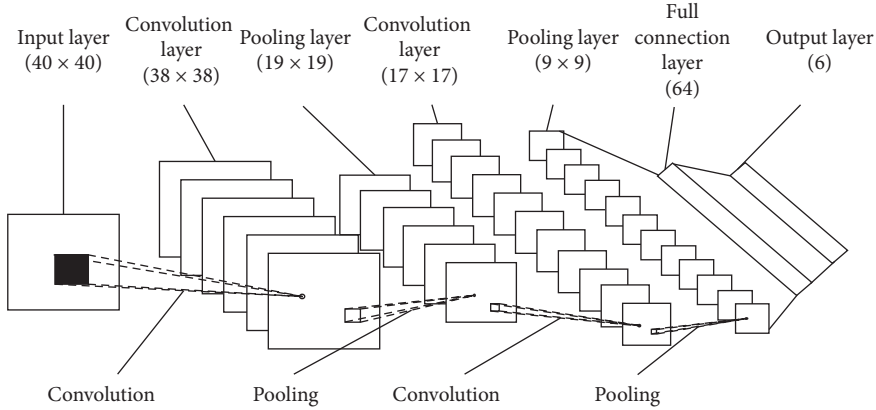 Input layer
(40 × 40)
Convolution
layer
(38 × 38)
Pooling layer
(19 × 19)
Convolution
layer
(17 × 17)
Pooling layer
(9 × 9)
Full
connection
layer
(64)
Output layer
(6)
Convolution
Pooling
Convolution
Pooling